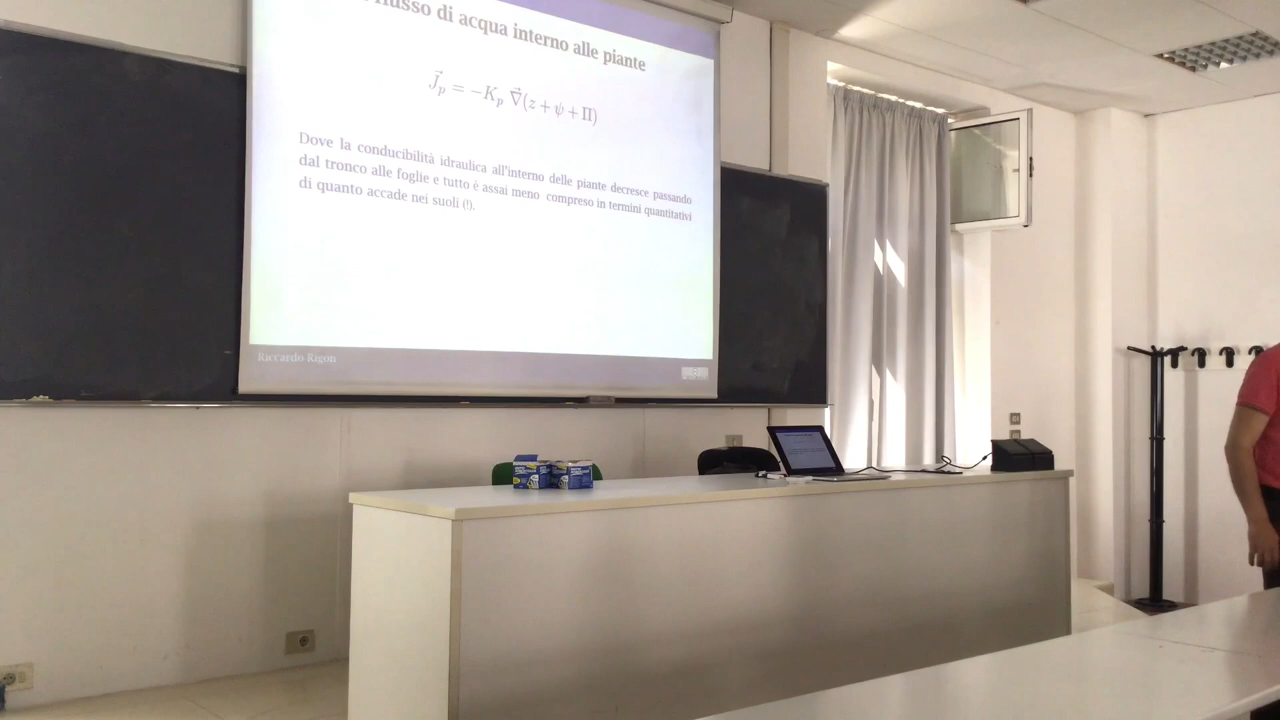 flusso di acqua interno alle piante
$\vec{J}_p = -K_p \, \vec{\nabla}(z + \psi + \Pi)$
Dove la conducibilità idraulica all'interno delle piante decresce passando
dal tronco alle foglie e tutto è assai meno compreso in termini quantitativi
di quanto accade nei suoli (!).
Riccardo Rigon